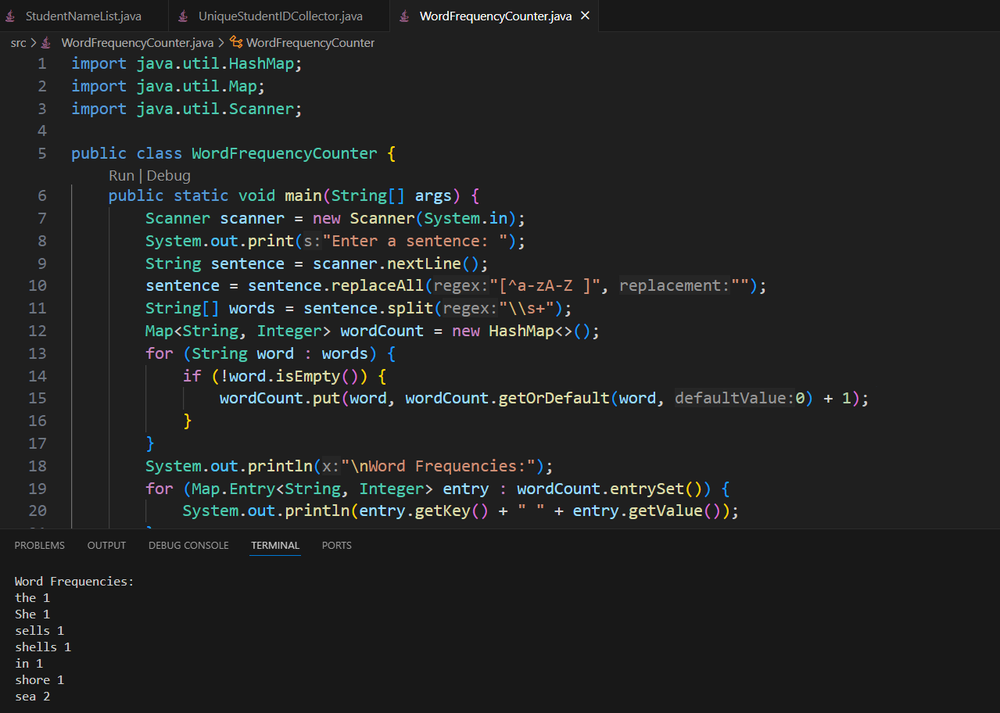 StudentNameList.java UniqueStudentIDCollector.java WordFrequencyCounter.java ×
src > WordFrequencyCounter.java > WordFrequencyCounter
1 import java.util.HashMap;
2 import java.util.Map;
3 import java.util.Scanner;
4
5 public class WordFrequencyCounter {
Run | Debug
6 public static void main(String[] args) {
7 Scanner scanner = new Scanner(System.in);
8 System.out.print(s:"Enter a sentence: ");
9 String sentence = scanner.nextLine();
10 sentence = sentence.replaceAll(regex:"[^a-zA-Z ]", replacement:"");
11 String[] words = sentence.split(regex:"\\s+");
12 Map<String, Integer> wordCount = new HashMap<>();
13 for (String word : words) {
14 if (!word.isEmpty()) {
15 wordCount.put(word, wordCount.getOrDefault(word, defaultValue:0) + 1);
16 }
17 }
18 System.out.println(x:"\nWord Frequencies:");
19 for (Map.Entry<String, Integer> entry : wordCount.entrySet()) {
20 System.out.println(entry.getKey() + " " + entry.getValue());
PROBLEMS OUTPUT DEBUG CONSOLE TERMINAL PORTS
Word Frequencies:
the 1
She 1
sells 1
shells 1
in 1
shore 1
sea 2